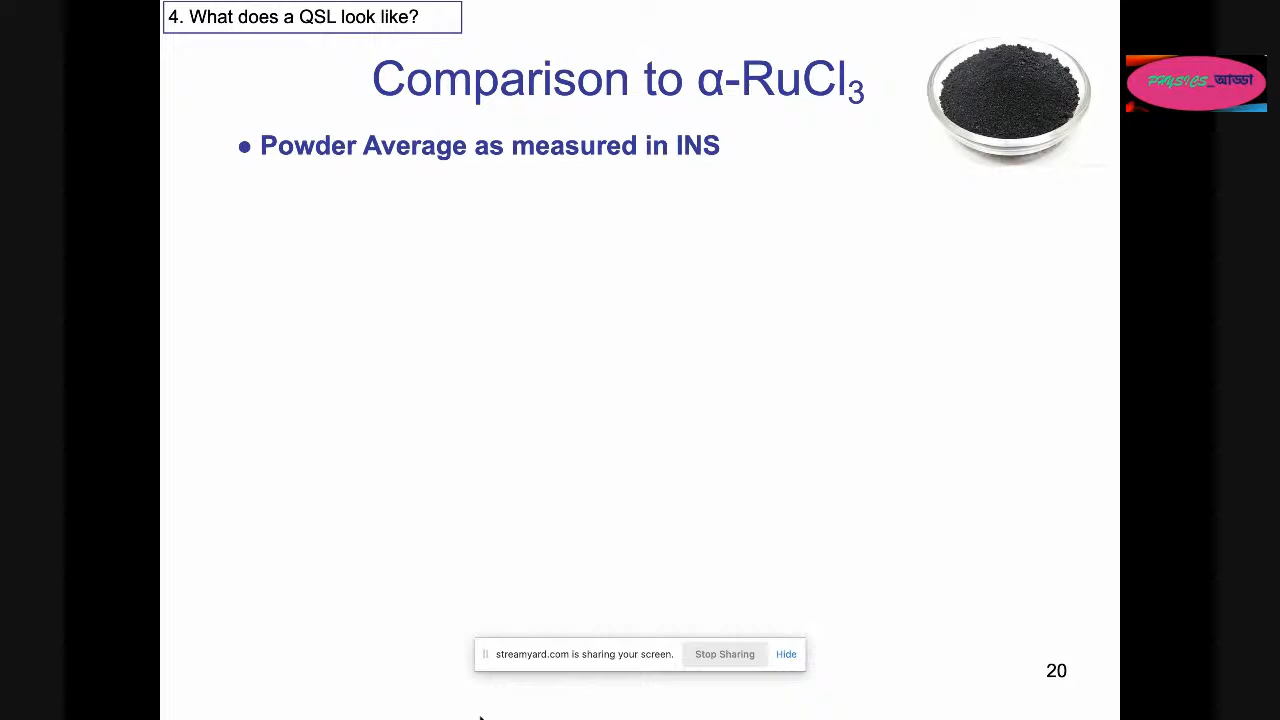 4. What does a QSL look like?
Comparison to α-RuCl₃
PHYSICS_আড্ডা
● Powder Average as measured in INS
streamyard.com is sharing your screen. Stop Sharing Hide
20